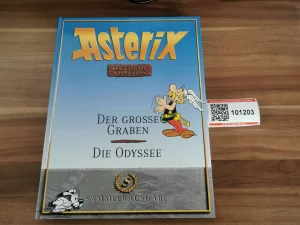 Asterix
DER GROSSE
GRABEN
DIE ODYSSEE
SAMMLERAUSGABE
101203